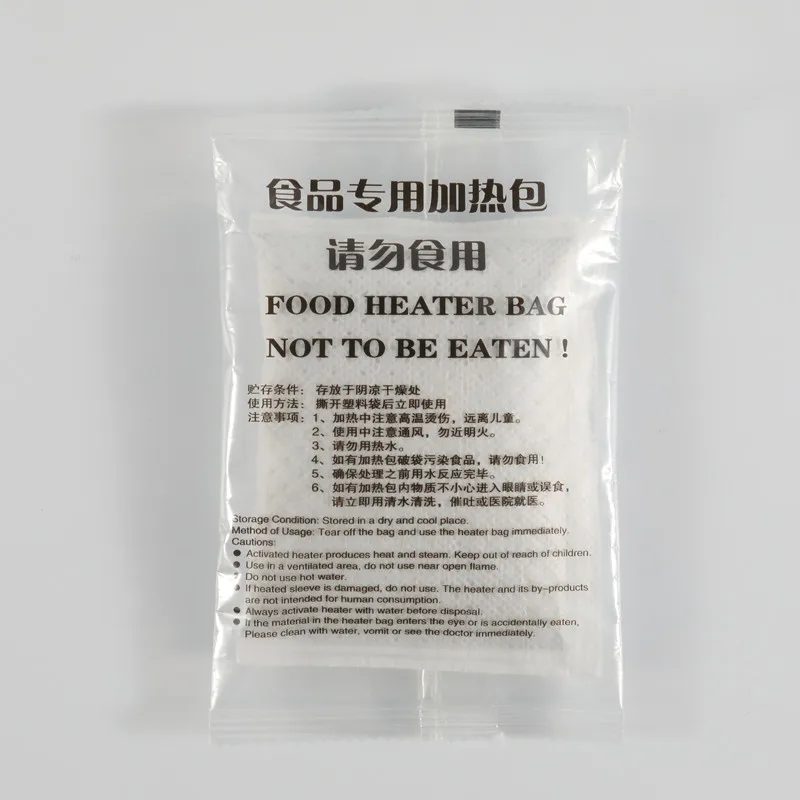 食品专用加热包
请勿食用
FOOD HEATER BAG
NOT TO BE EATEN !
贮存条件： 存放于阴凉干燥处
使用方法： 撕开塑料袋后立即使用
注意事项：1、加热中注意高温烫伤，远离儿童。
2、使用中注意通风，勿近明火。
3、请勿用热水。
4、如有加热包破袋污染食品，请勿食用！
5、确保处理之前用水反应完毕。
6、如有加热包内物质不小心进入眼睛或误食，
请立即用清水清洗，催吐或医院就医。
Storage Condition: Stored in a dry and cool place.
Method of Usage: Tear off the bag and use the heater bag immediately.
Cautions:
● Activated heater produces heat and steam. Keep out of reach of children.
● Use in a ventilated area, do not use near open flame.
● Do not use hot water.
● If heated sleeve is damaged, do not use. The heater and its by-products
are not intended for human consumption.
● Always activate heater with water before disposal.
● If the material in the heater bag enters the eye or is accidentally eaten,
Please clean with water, vomit or see the doctor immediately.